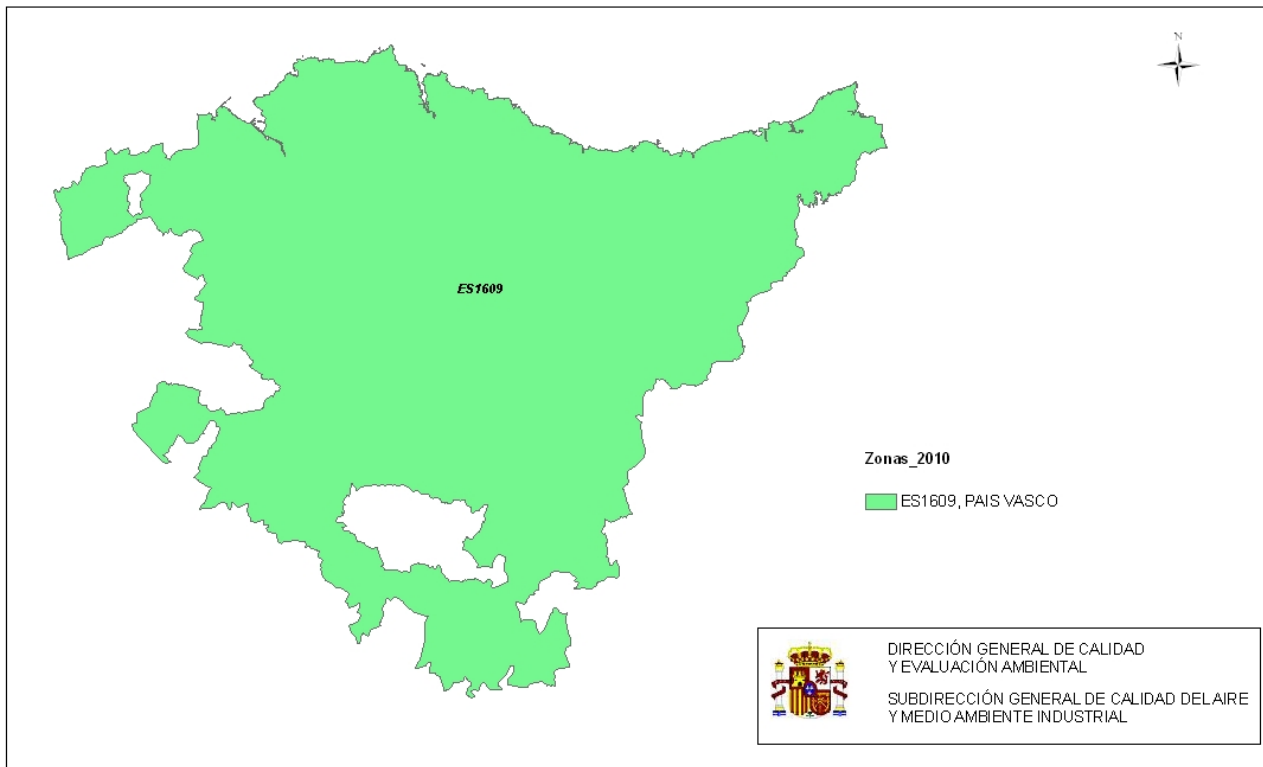 N
ES1609
Zonas_2010
ES1609, PAIS VASCO
DIRECCIÓN GENERAL DE CALIDAD
Y EVALUACIÓN AMBIENTAL
SUBDIRECCIÓN GENERAL DE CALIDAD DEL AIRE
Y MEDIO AMBIENTE INDUSTRIAL